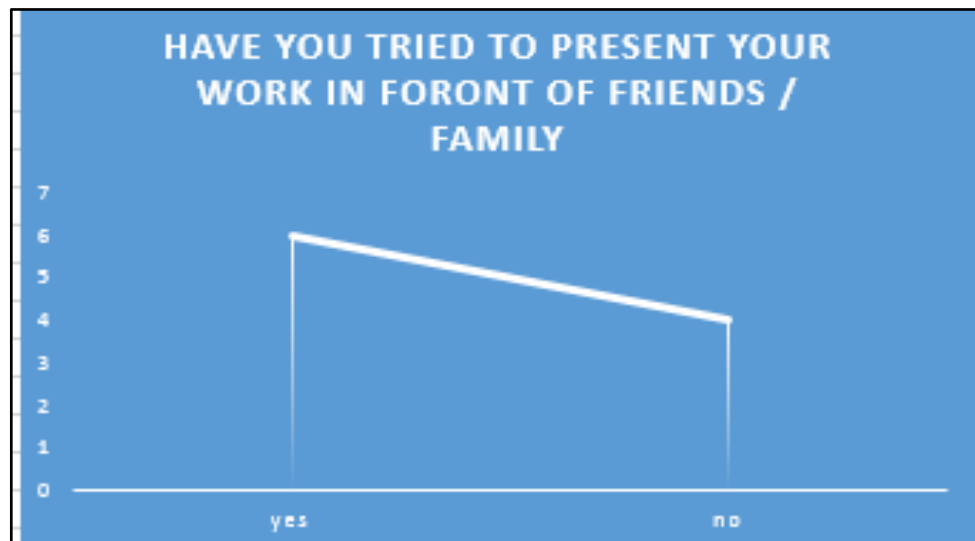 HAVE YOU TRIED TO PRESENT YOUR
WORK IN FORONT OF FRIENDS /
FAMILY
7
6
5
4
3
2
1
0
yes no